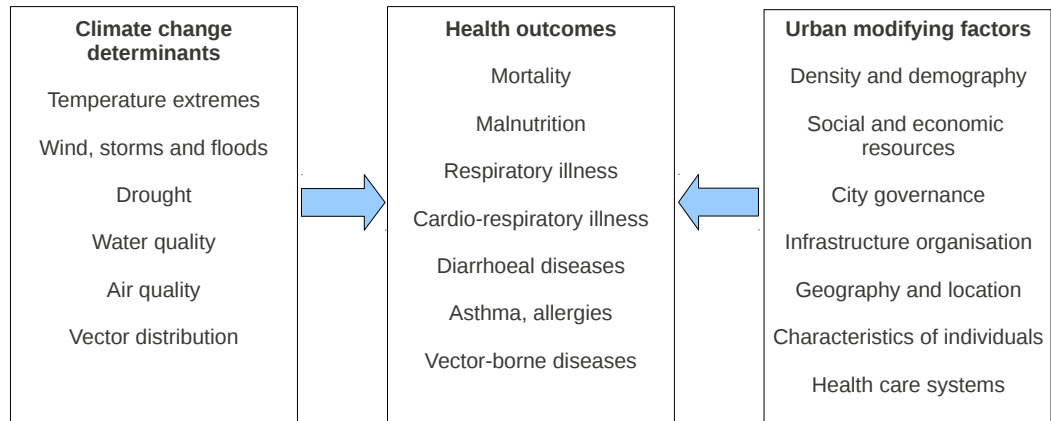 Climate change
determinants
Temperature extremes
Wind, storms and floods
Drought
Water quality
Air quality
Vector distribution
Health outcomes
Mortality
Malnutrition
Respiratory illness
Cardio-respiratory illness
Diarrhoeal diseases
Asthma, allergies
Vector-borne diseases
Urban modifying factors
Density and demography
Social and economic
resources
City governance
Infrastructure organisation
Geography and location
Characteristics of individuals
Health care systems